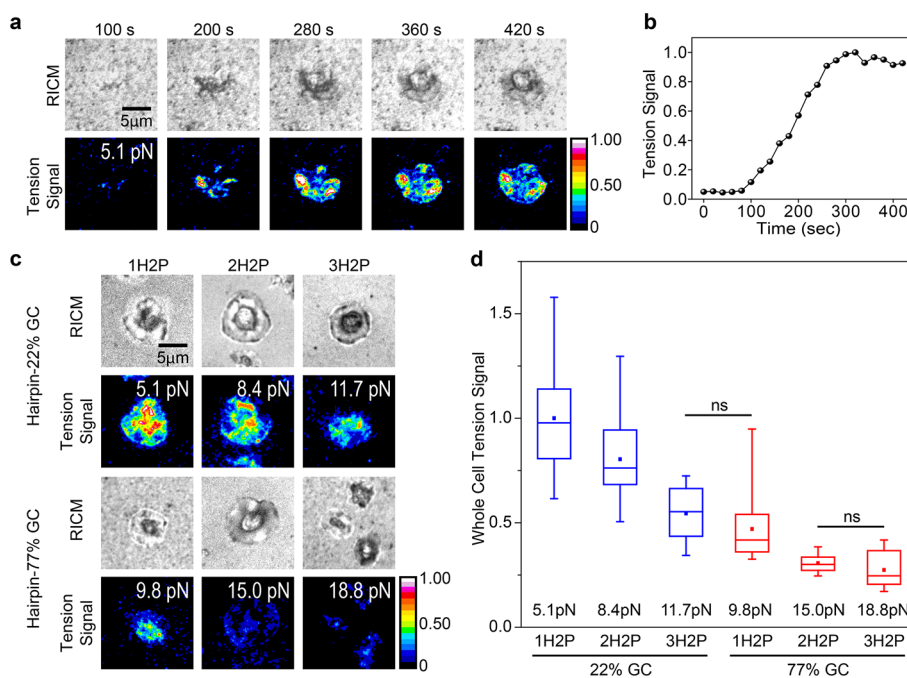 a
100 s 200 s 280 s 360 s 420 s
RICM
5μm
Tension
Signal
5.1 pN
1.00
0.50
0
b
Tension Signal
1.0
0.8
0.6
0.4
0.2
0.0
0 100 200 300 400
Time (sec)
c
1H2P 2H2P 3H2P
Hairpin-22% GC
RICM
5μm
Tension
Signal
5.1 pN 8.4 pN 11.7 pN
Hairpin-77% GC
RICM
Tension
Signal
9.8 pN 15.0 pN 18.8 pN
1.00
0.50
0
d
Whole Cell Tension Signal
1.5
1.0
0.5
0.0
ns
ns
5.1pN 8.4pN 11.7pN 9.8pN 15.0pN 18.8pN
1H2P 2H2P 3H2P 1H2P 2H2P 3H2P
22% GC 77% GC